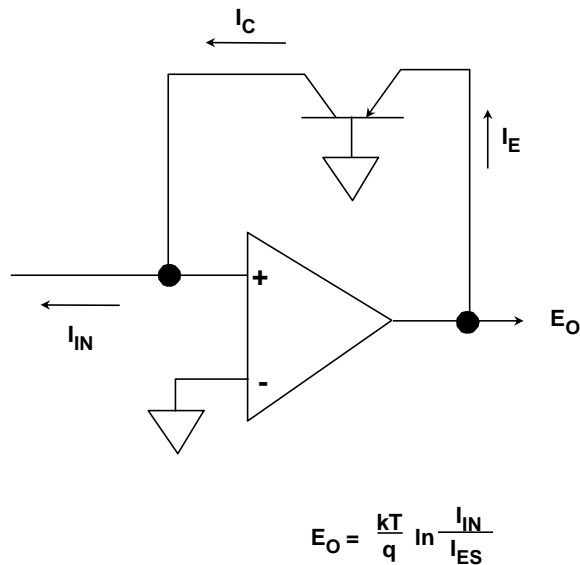 I_C
I_E
+
I_IN
E_O
-
E_O = kT/q ln I_IN/I_ES